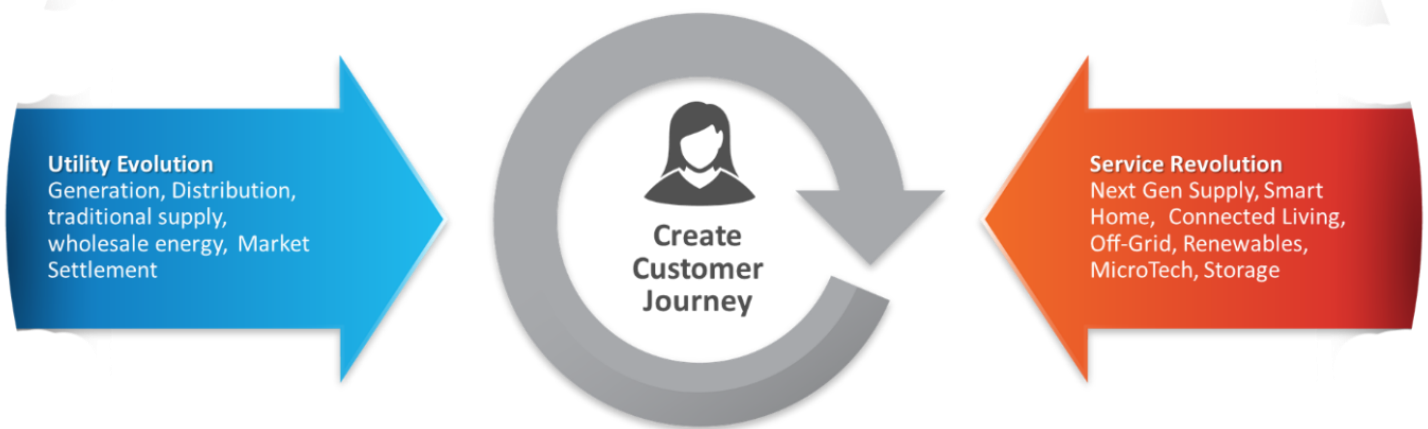 Utility Evolution
Generation, Distribution,
traditional supply,
wholesale energy, Market
Settlement
Create
Customer
Journey
Service Revolution
Next Gen Supply, Smart
Home, Connected Living,
Off-Grid, Renewables,
MicroTech, Storage